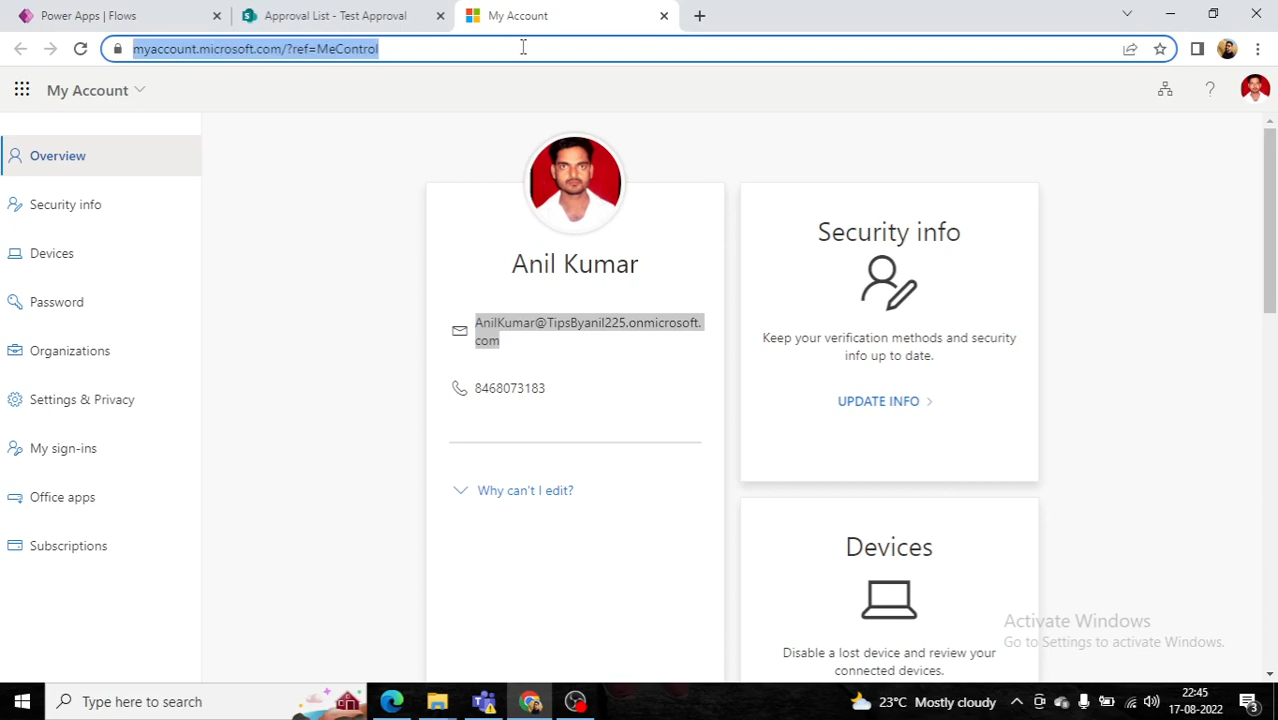 Power Apps | Flows
Approval List - Test Approval
My Account
myaccount.microsoft.com/?ref=MeControl
My Account
Overview
Security info
Devices
Password
Organizations
Settings & Privacy
My sign-ins
Office apps
Subscriptions
Anil Kumar
AnilKumar@TipsByanil225.onmicrosoft.
com
8468073183
Why can't I edit?
Security info
Keep your verification methods and security
info up to date.
UPDATE INFO
Devices
Disable a lost device and review your
connected devices.
Activate Windows
Go to Settings to activate Windows.
Type here to search
23°C Mostly cloudy
22:45
17-08-2022
3